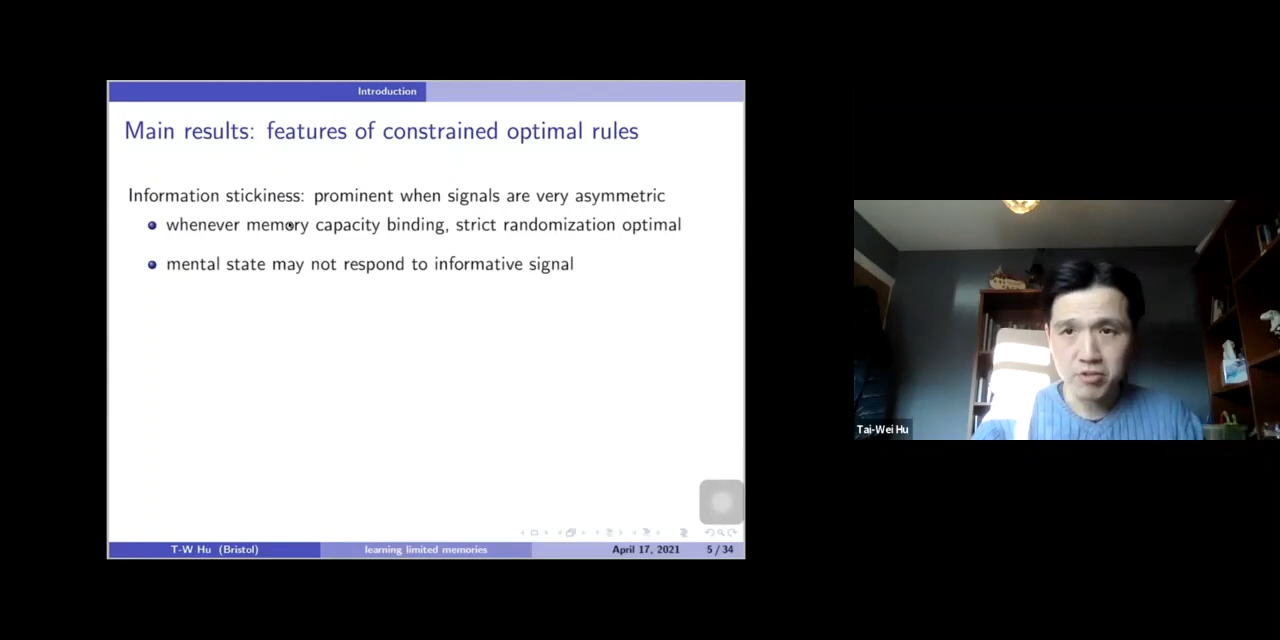 Introduction
Main results: features of constrained optimal rules
Information stickiness: prominent when signals are very asymmetric
whenever memory capacity binding, strict randomization optimal
mental state may not respond to informative signal
T-W Hu (Bristol)
learning limited memories
April 17, 2021
5 / 34
Tai-Wei Hu